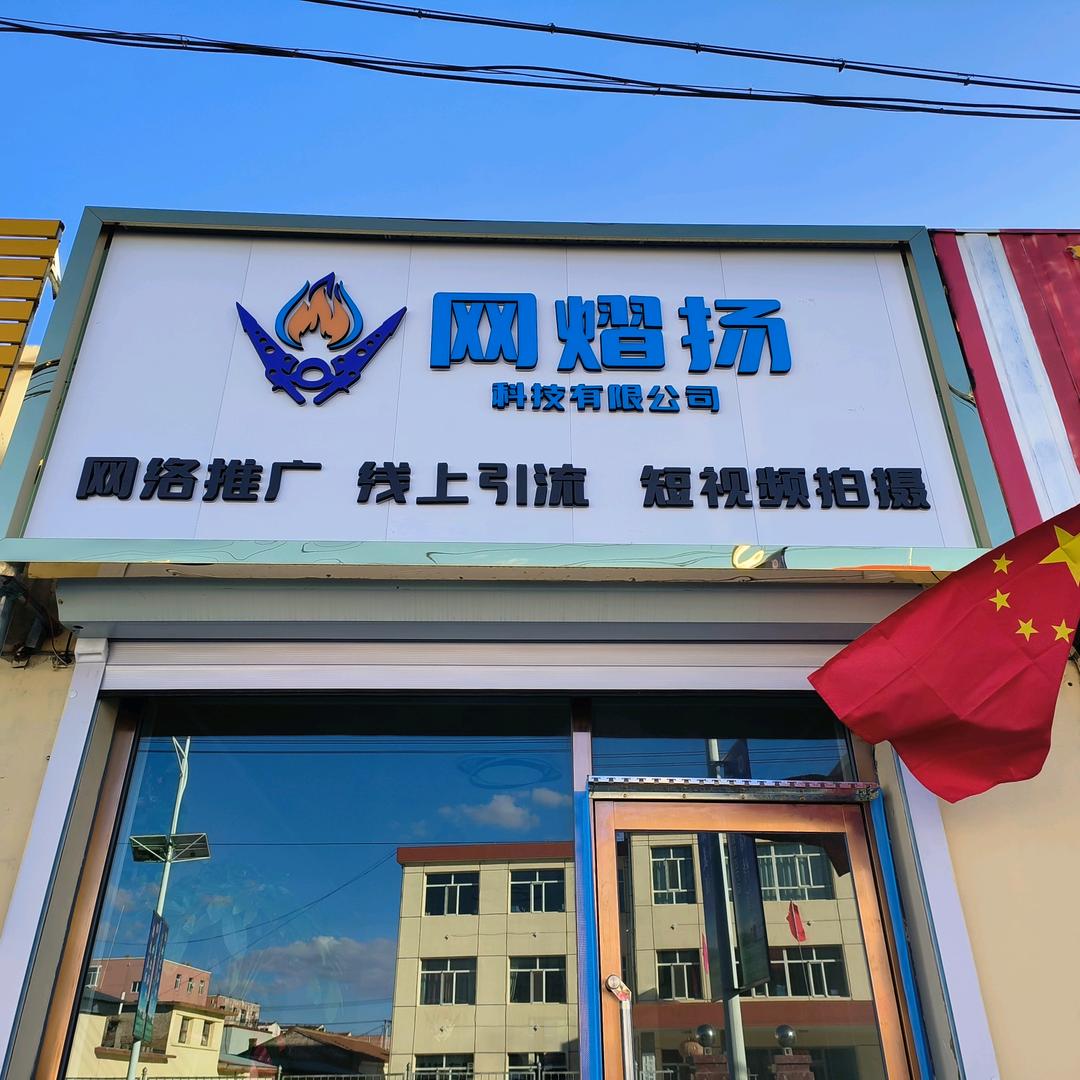 网熠扬
科技有限公司
网络推广 线上引流 短视频拍摄